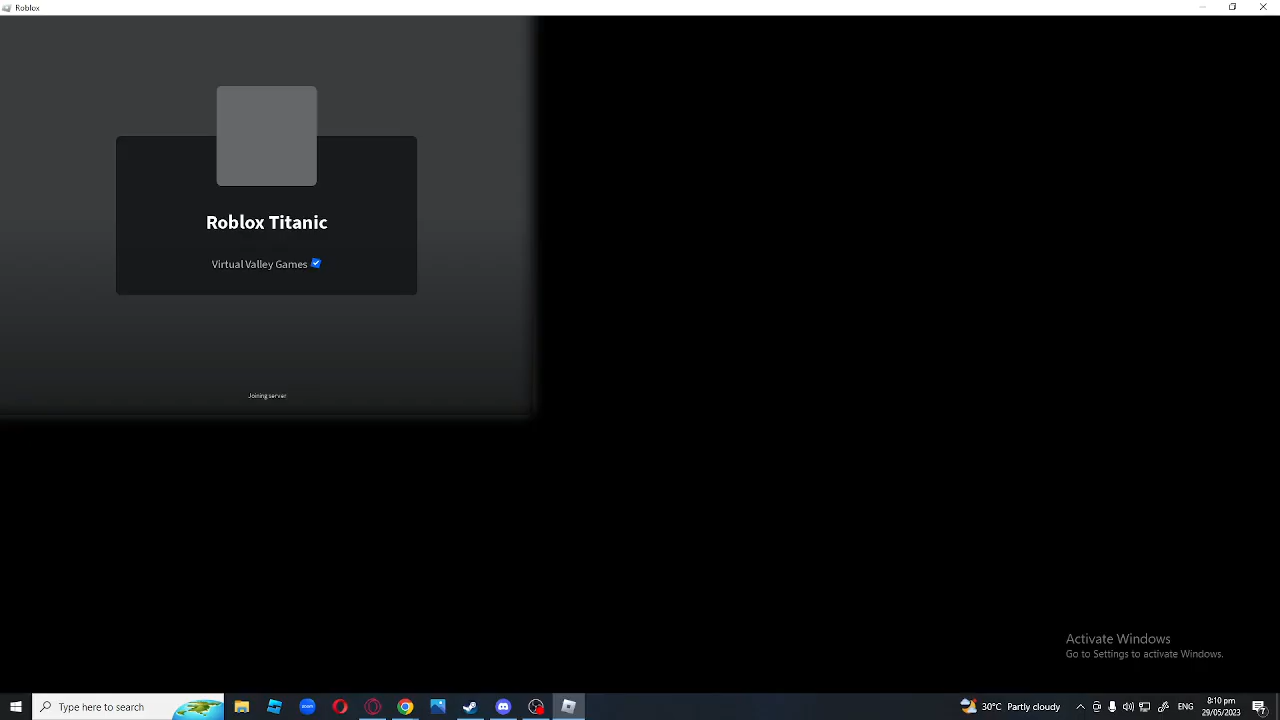 Roblox
Roblox Titanic
Virtual Valley Games
Joining server
Activate Windows
Go to Settings to activate Windows.
Type here to search
zoom
30°C Partly cloudy
ENG
8:10 pm
29/05/2023